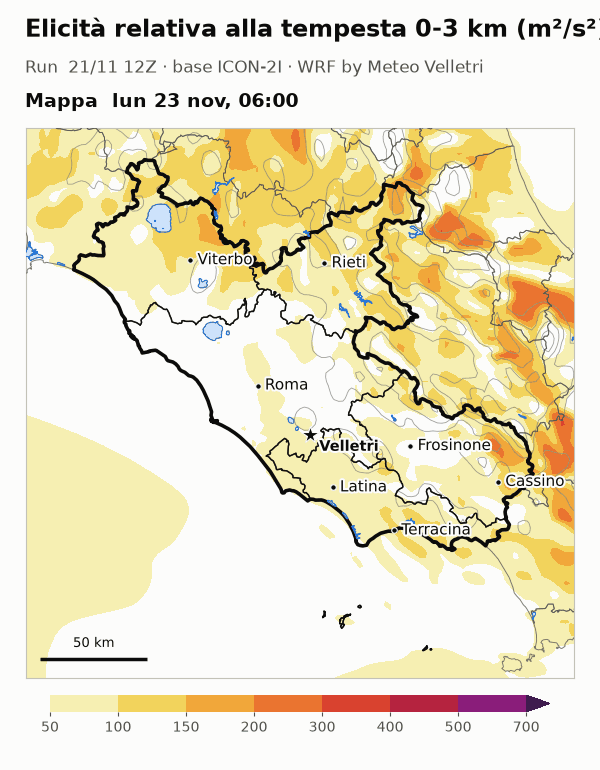 Elicità relativa alla tempesta 0-3 km (m²/s²)
Run 21/11 12Z · base ICON-2I · WRF by Meteo Velletri
Mappa lun 23 nov, 06:00
Viterbo
Rieti
Roma
Velletri
Frosinone
Cassino
Latina
Terracina
50 km
50 100 150 200 300 400 500 700